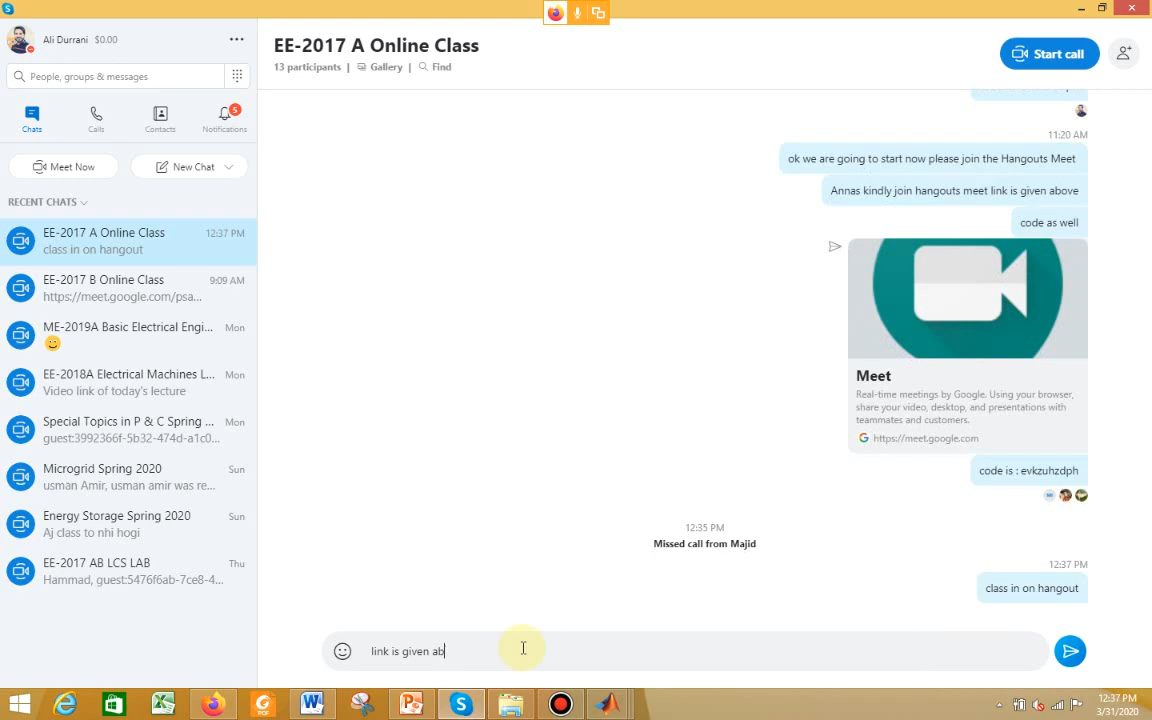 Ali Durrani $0.00
People, groups & messages
Chats
Calls
Contacts
5
Notifications
Meet Now
New Chat
RECENT CHATS
EE-2017 A Online Class 12:37 PM
class in on hangout
EE-2017 B Online Class 9:09 AM
https://meet.google.com/psa...
ME-2019A Basic Electrical Engi... Mon
EE-2018A Electrical Machines L... Mon
Video link of today's lecture
Special Topics in P & C Spring ... Mon
guest:3992366f-5b32-474d-a1c0...
Microgrid Spring 2020 Sun
usman Amir, usman amir was re...
Energy Storage Spring 2020 Sun
Aj class to nhi hogi
EE-2017 AB LCS LAB Thu
Hammad, guest:5476f6ab-7ce8-4...
EE-2017 A Online Class
13 participants | Gallery | Find
Start call
11:20 AM
ok we are going to start now please join the Hangouts Meet
Annas kindly join hangouts meet link is given above
code as well
Meet
Real-time meetings by Google. Using your browser,
share your video, desktop, and presentations with
teammates and customers.
https://meet.google.com
code is : evkzuhzdph
12:35 PM
Missed call from Majid
12:37 PM
class in on hangout
link is given ab
12:37 PM
3/31/2020